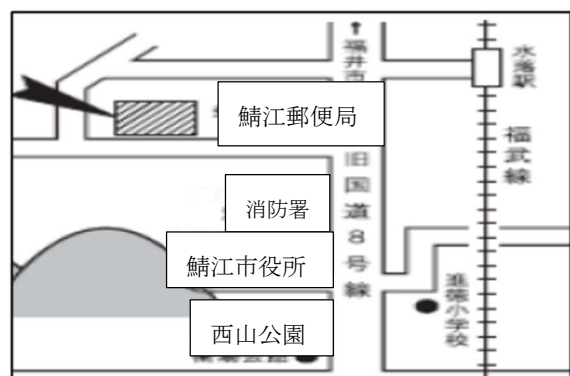 ↑福井市
水落駅
鯖江郵便局
福武線
旧国道8号線
消防署
鯖江市役所
進徳小学校
西山公園